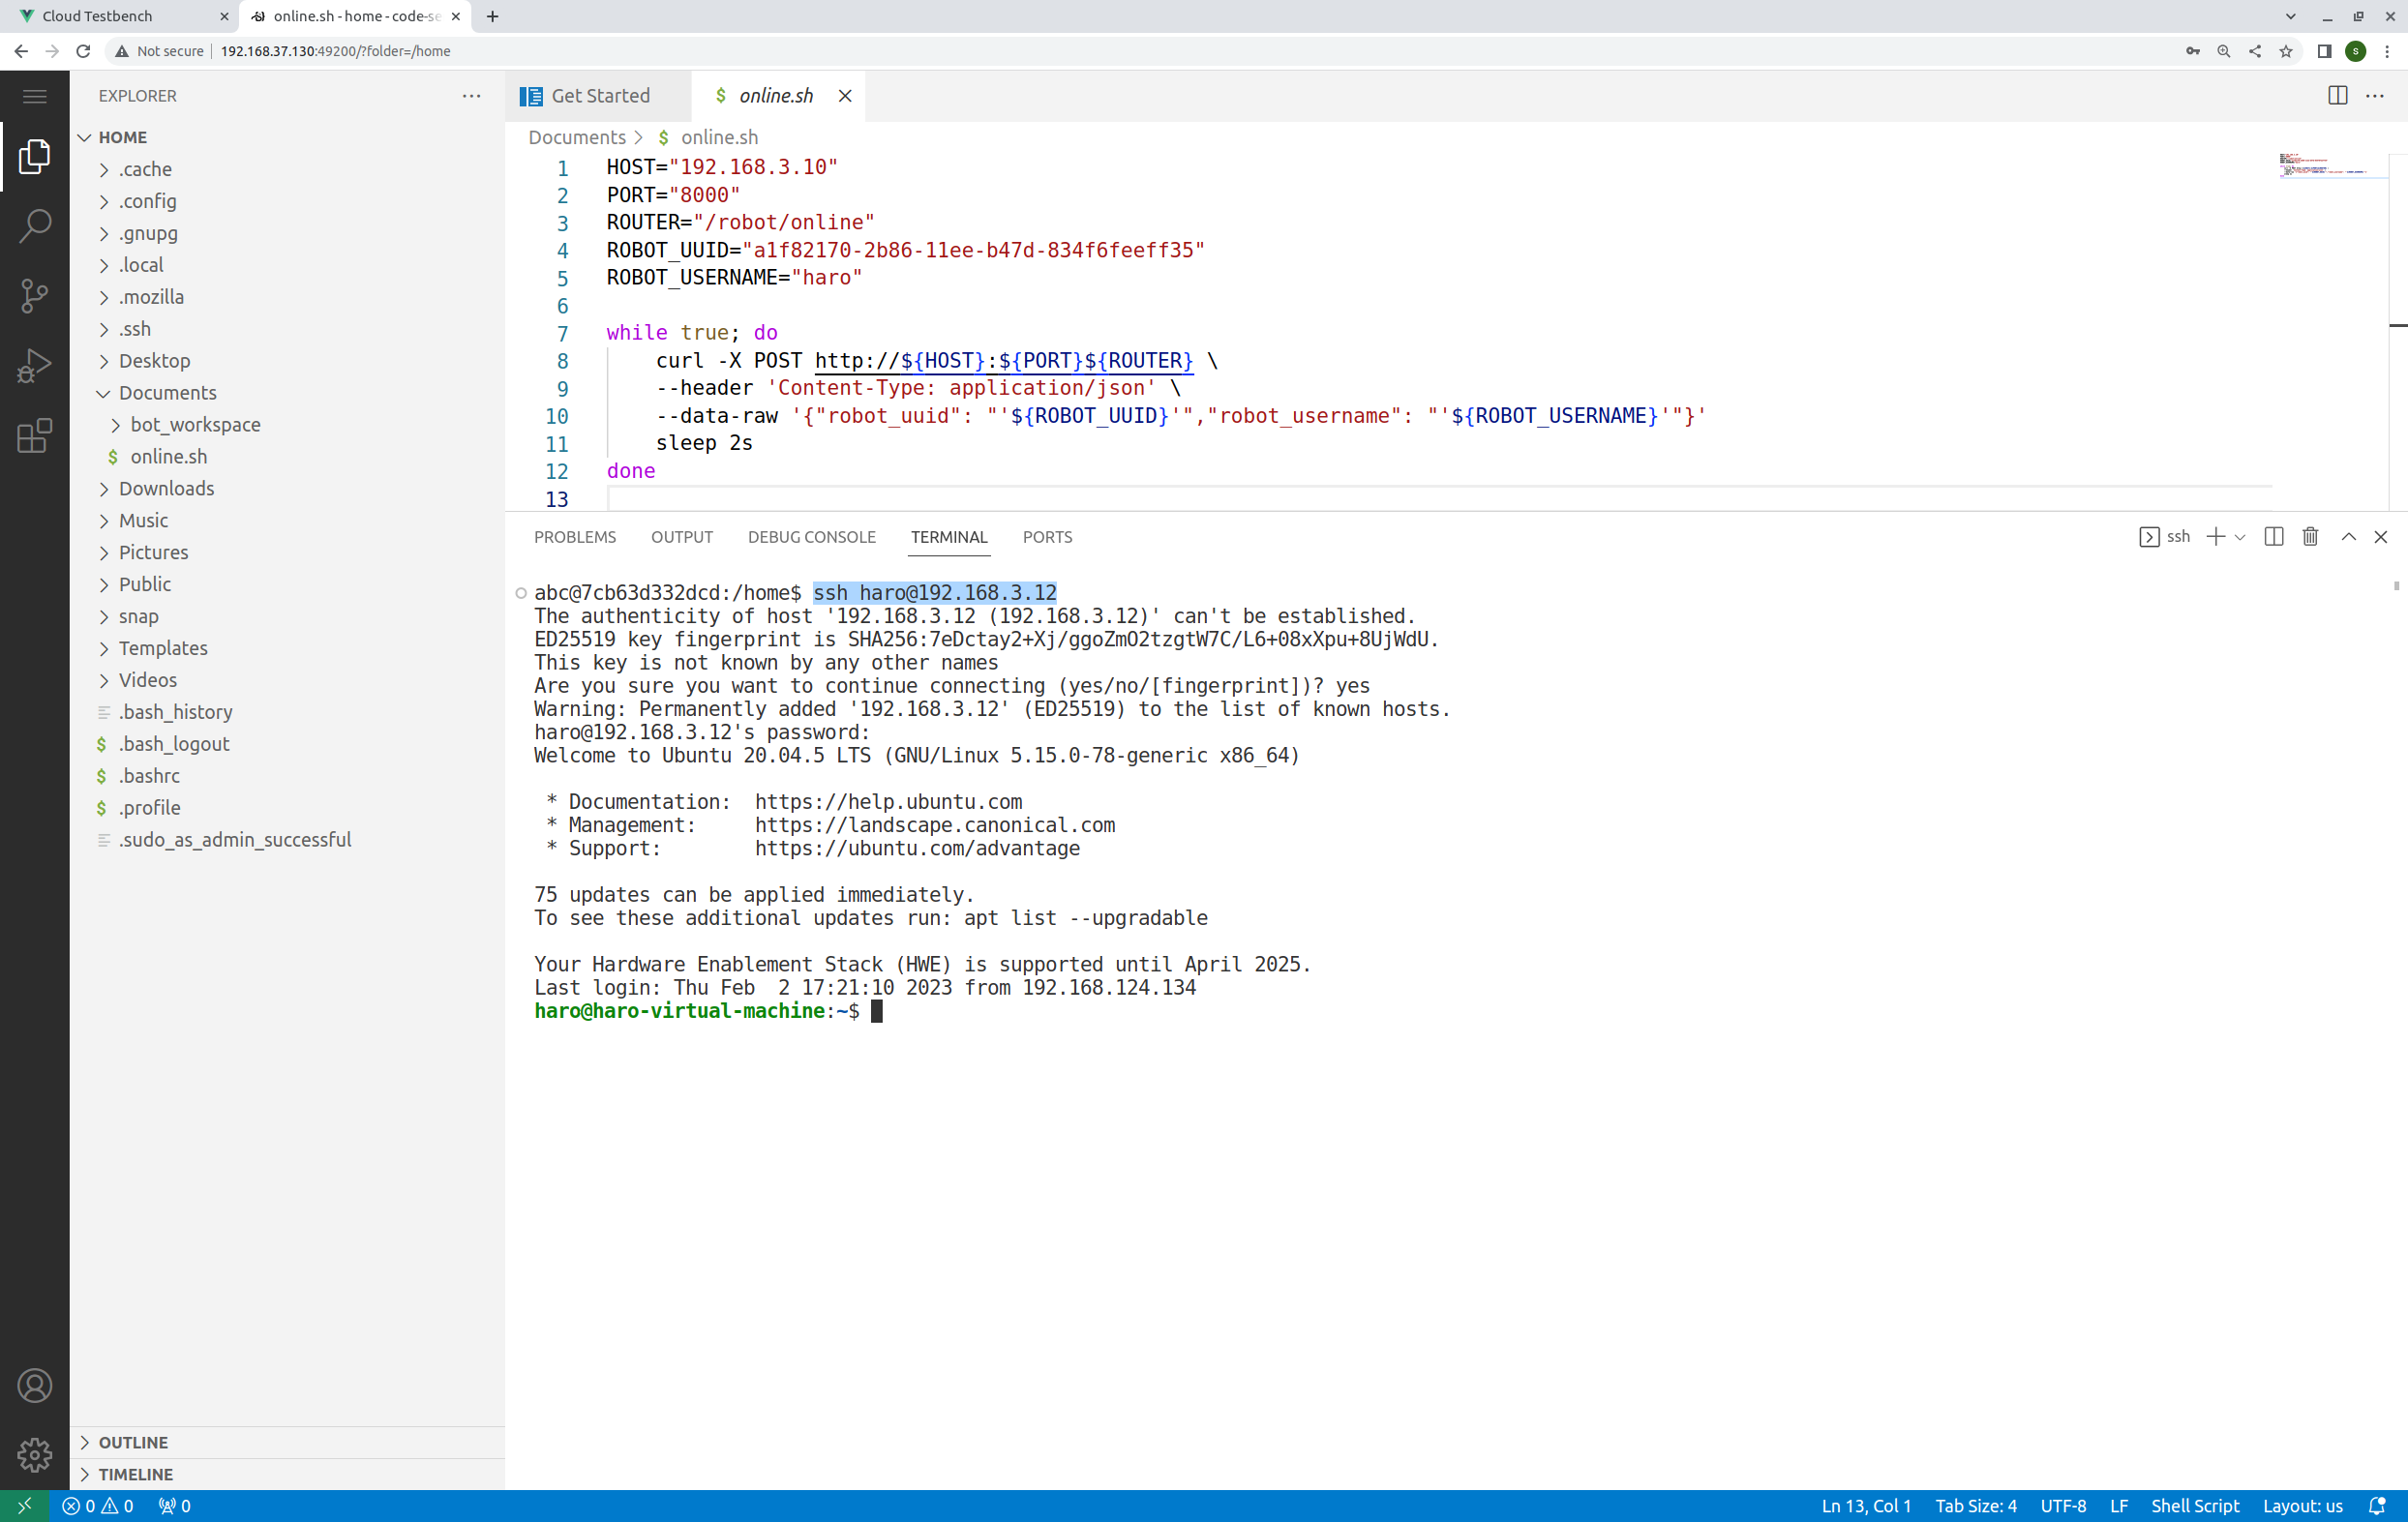 Cloud Testbench
online.sh - home - code-se
Not secure 192.168.37.130:49200/?folder=/home
S
EXPLORER
Get Started
$ online.sh
HOME
.cache
.config
.gnupg
.local
.mozilla
.ssh
Desktop
Documents
bot_workspace
$ online.sh
Downloads
Music
Pictures
Public
snap
Templates
Videos
.bash_history
$ .bash_logout
$ .bashrc
$ .profile
.sudo_as_admin_successful
OUTLINE
TIMELINE
Documents > $ online.sh
1 HOST="192.168.3.10"
2 PORT="8000"
3 ROUTER="/robot/online"
4 ROBOT_UUID="a1f82170-2b86-11ee-b47d-834f6feeff35"
5 ROBOT_USERNAME="haro"
6
7 while true; do
8 curl -X POST http://${HOST}:${PORT}${ROUTER} \
9 --header 'Content-Type: application/json' \
10 --data-raw '{"robot_uuid": "'${ROBOT_UUID}'","robot_username": "'${ROBOT_USERNAME}'"}'
11 sleep 2s
12 done
13
PROBLEMS OUTPUT DEBUG CONSOLE TERMINAL PORTS
ssh
abc@7cb63d332dcd:/home$ ssh haro@192.168.3.12
The authenticity of host '192.168.3.12 (192.168.3.12)' can't be established.
ED25519 key fingerprint is SHA256:7eDctay2+Xj/ggoZmO2tzgtW7C/L6+08xXpu+8UjWdU.
This key is not known by any other names
Are you sure you want to continue connecting (yes/no/[fingerprint])? yes
Warning: Permanently added '192.168.3.12' (ED25519) to the list of known hosts.
haro@192.168.3.12's password:
Welcome to Ubuntu 20.04.5 LTS (GNU/Linux 5.15.0-78-generic x86_64)
* Documentation: https://help.ubuntu.com
* Management: https://landscape.canonical.com
* Support: https://ubuntu.com/advantage
75 updates can be applied immediately.
To see these additional updates run: apt list --upgradable
Your Hardware Enablement Stack (HWE) is supported until April 2025.
Last login: Thu Feb  2 17:21:10 2023 from 192.168.124.134
haro@haro-virtual-machine:~$
0 0 0
Ln 13, Col 1 Tab Size: 4 UTF-8 LF Shell Script Layout: us